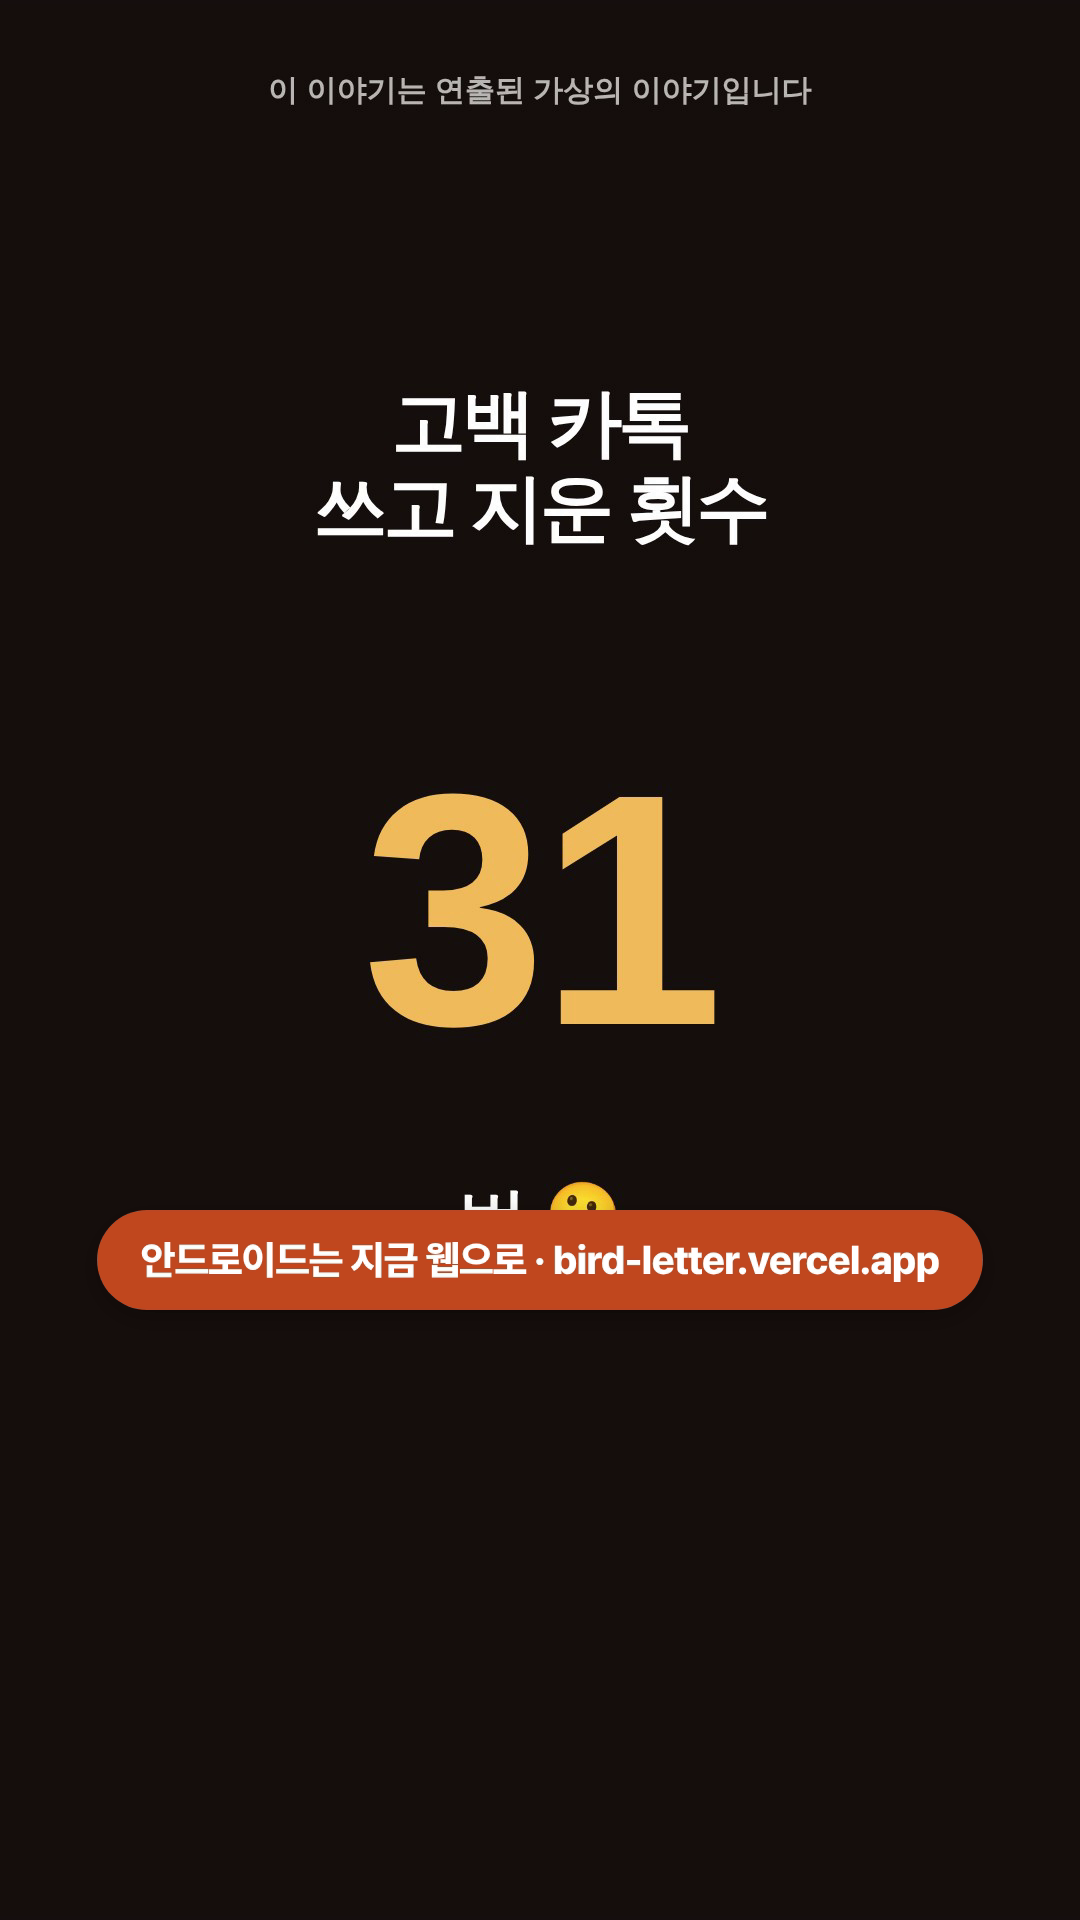 이 이야기는 연출된 가상의 이야기입니다
고백 카톡
쓰고 지운 횟수
31
안드로이드는 지금 웹으로 · bird-letter.vercel.app